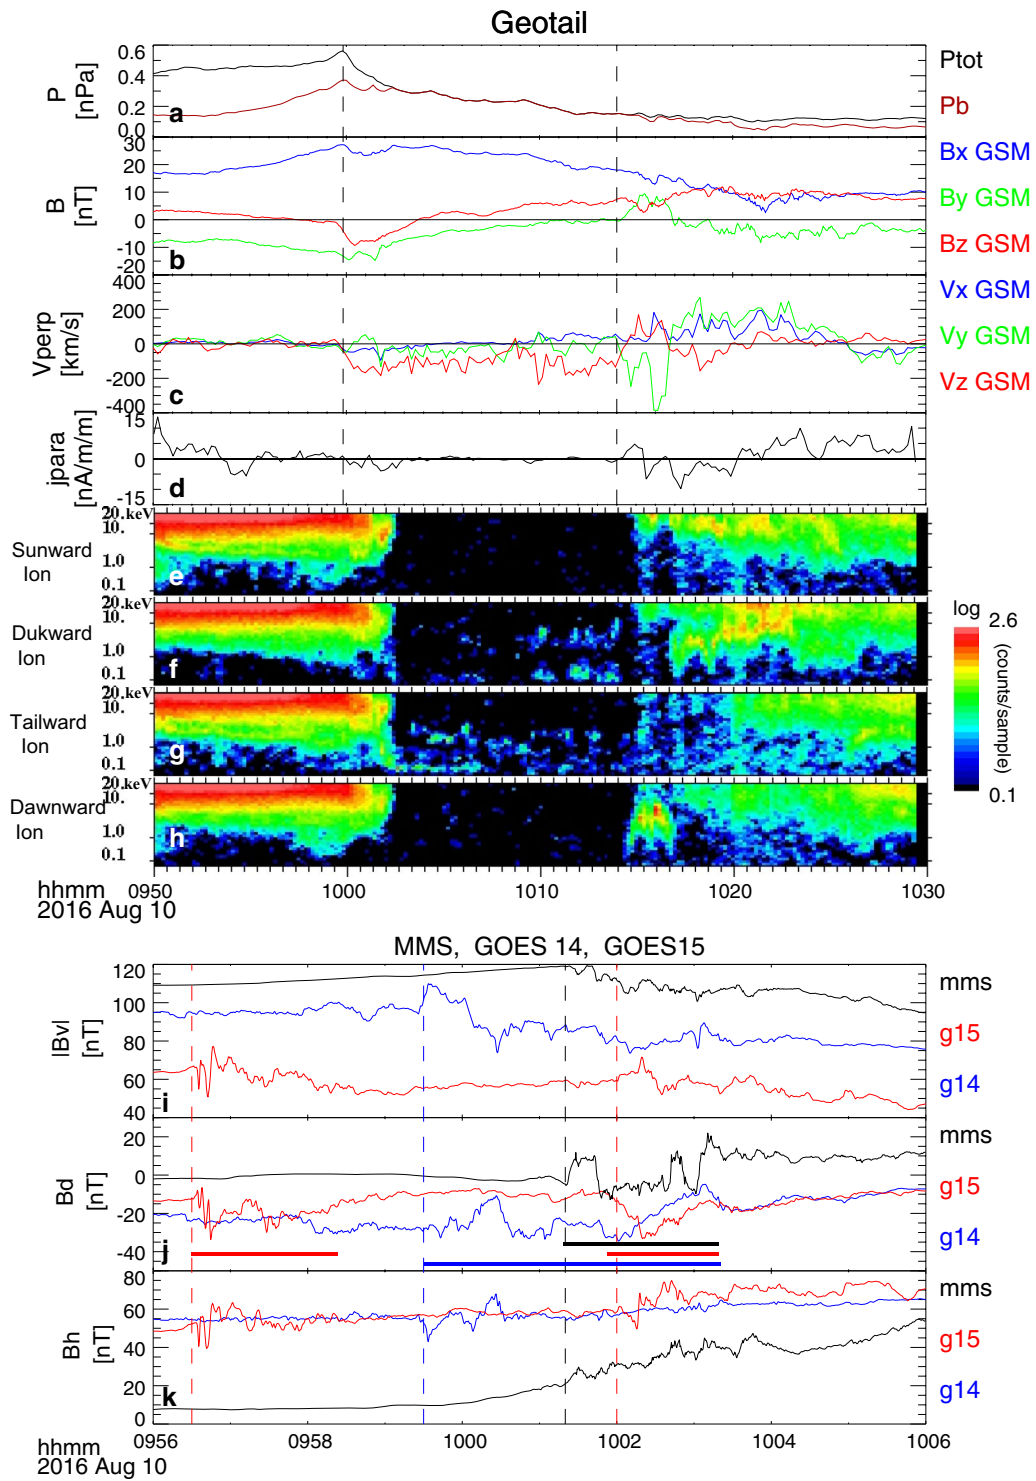 Geotail
P
[nPa]
0.6
0.4
0.2
0.0
a
Ptot
Pb
B
[nT]
30
20
10
0
-10
-20
b
Bx GSM
By GSM
Bz GSM
Vperp
[km/s]
400
200
0
-200
-400
c
Vx GSM
Vy GSM
Vz GSM
jpara
[nA/m/m]
15
0
-15
d
Sunward
Ion
20.keV
10.
1.0
0.1
e
Dukward
Ion
20.keV
10.
1.0
0.1
f
Tailward
Ion
20.keV
10.
1.0
0.1
g
Dawnward
Ion
20.keV
10.
1.0
0.1
h
log
2.6
(counts/sample)
0.1
hhmm
0950 1000 1010 1020 1030
2016 Aug 10
MMS, GOES 14, GOES15
|Bv|
[nT]
120
100
80
60
40
i
mms
g15
g14
Bd
[nT]
20
0
-20
-40
j
mms
g15
g14
Bh
[nT]
80
60
40
20
0
k
mms
g15
g14
hhmm
0956 0958 1000 1002 1004 1006
2016 Aug 10